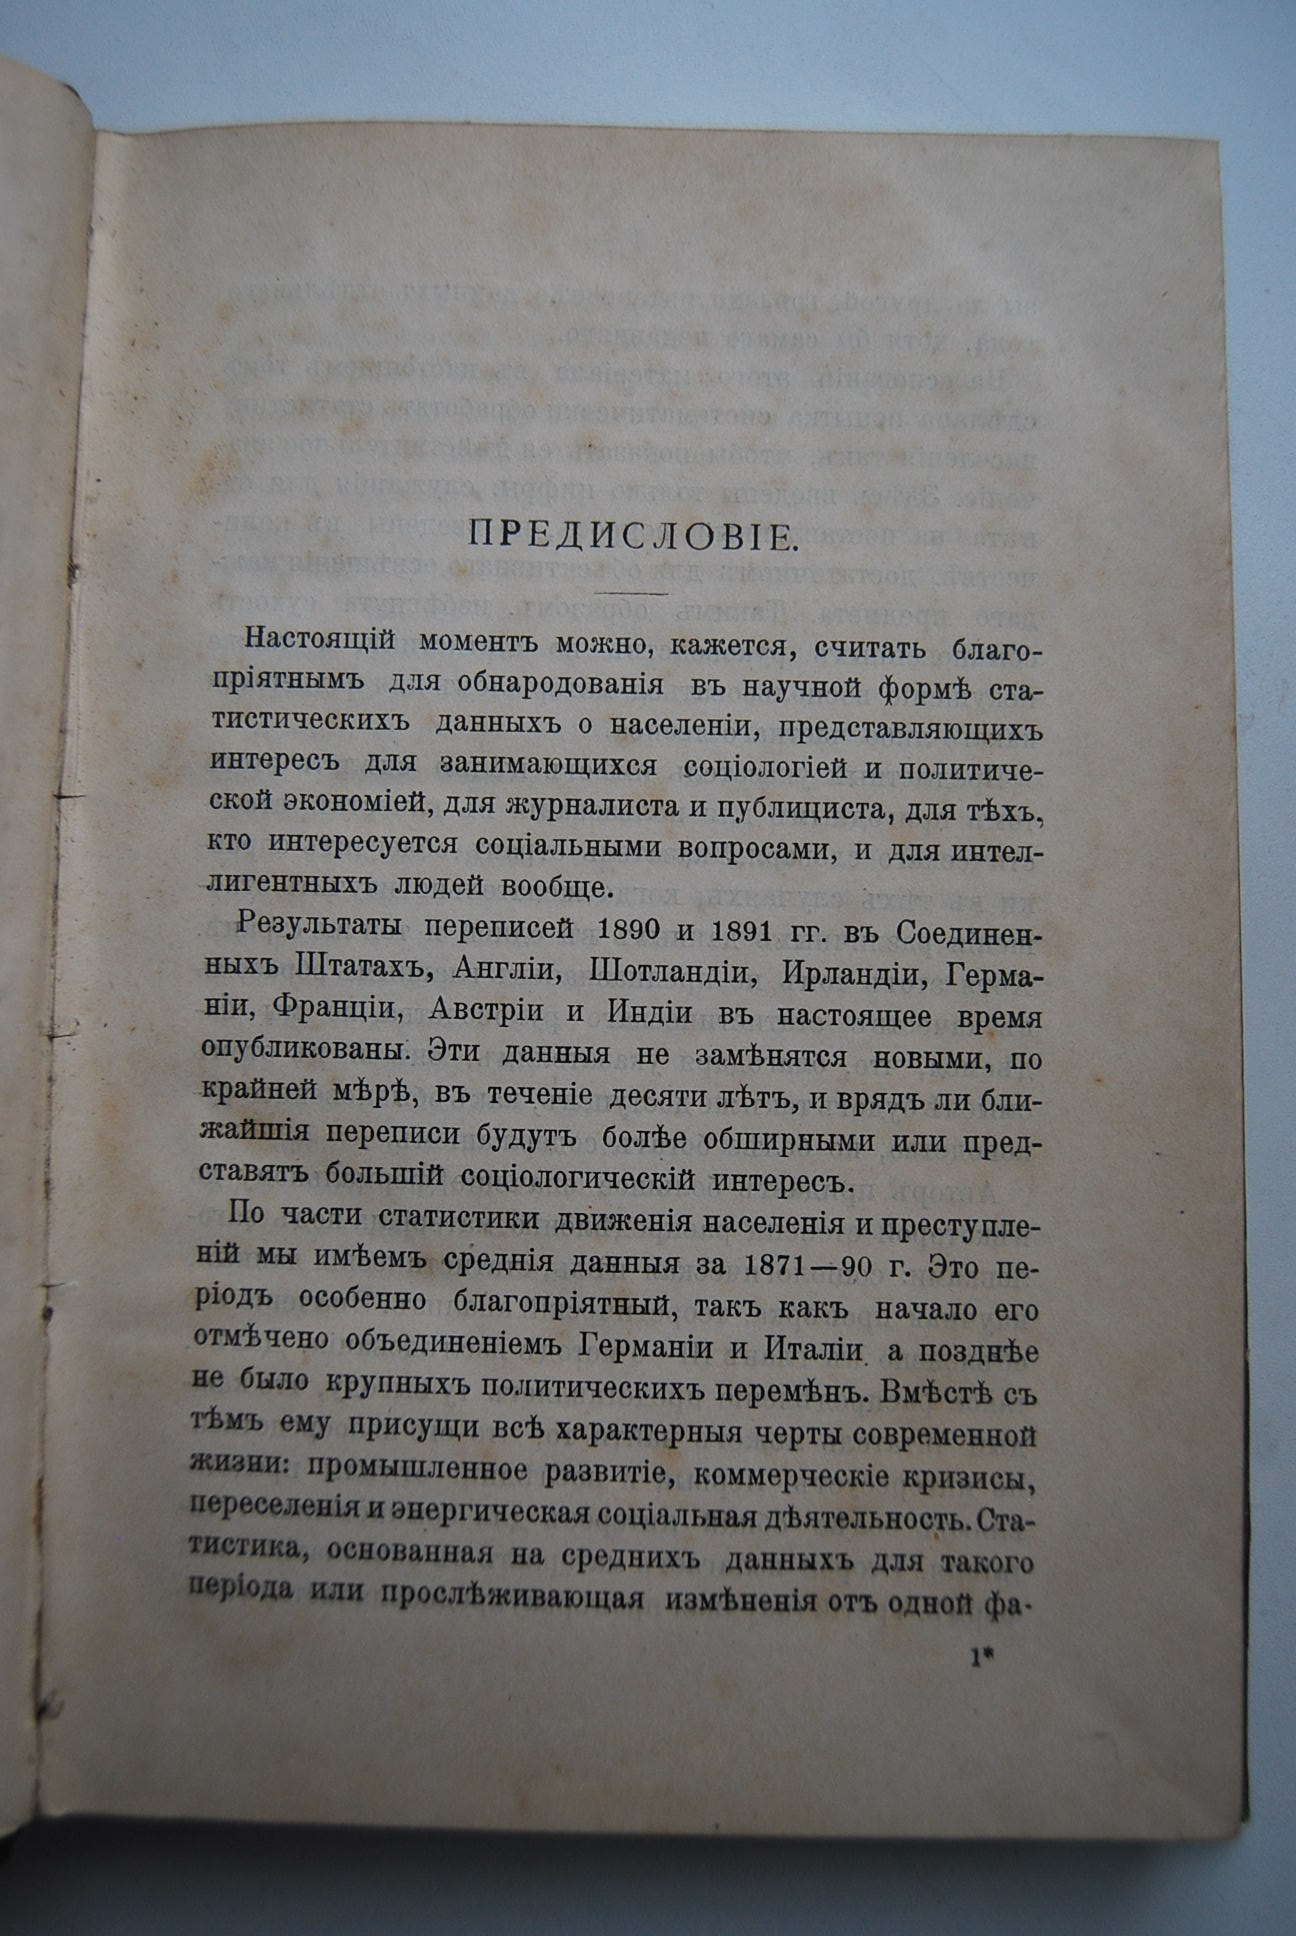 ПРЕДИСЛОВІЕ.
Настоящій моментъ можно, кажется, считать благо-
пріятнымъ для обнародованія въ научной формѣ ста-
тистическихъ данныхъ о населеніи, представляющихъ
интересъ для занимающихся соціологіей и политиче-
ской экономіей, для журналиста и публициста, для тѣхъ,
кто интересуется соціальными вопросами, и для интел-
лигентныхъ людей вообще.
Результаты переписей 1890 и 1891 гг. въ Соединен-
ныхъ Штатахъ, Англіи, Шотландіи, Ирландіи, Герма-
ніи, Франціи, Австріи и Индіи въ настоящее время
опубликованы. Эти данныя не замѣнятся новыми, по
крайней мѣрѣ, въ теченіе десяти лѣтъ, и врядъ ли бли-
жайшія переписи будутъ болѣе обширными или пред-
ставятъ большій соціологическій интересъ.
По части статистики движенія населенія и преступле-
ній мы имѣемъ среднія данныя за 1871—90 г. Это пе-
ріодъ особенно благопріятный, такъ какъ начало его
отмѣчено объединеніемъ Германіи и Италіи а позднѣе
не было крупныхъ политическихъ перемѣнъ. Вмѣстѣ съ
тѣмъ ему присущи всѣ характерныя черты современной
жизни: промышленное развитіе, коммерческіе кризисы,
переселенія и энергическая соціальная дѣятельность. Ста-
тистика, основанная на среднихъ данныхъ для такого
періода или прослѣживающая измѣненія отъ одной фа-
1*